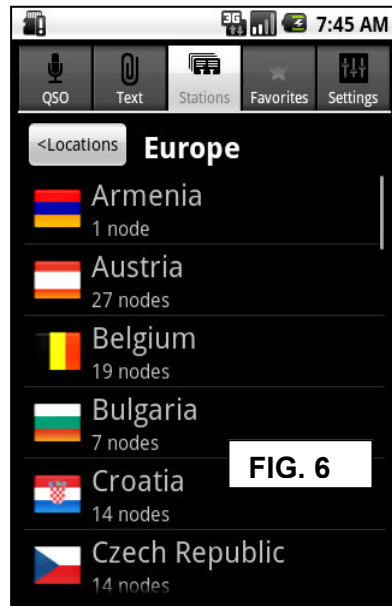 3G 7:45 AM
QSO Text Stations Favorites Settings
<Locations Europe
Armenia
1 node
Austria
27 nodes
Belgium
19 nodes
Bulgaria
7 nodes
FIG. 6
Croatia
14 nodes
Czech Republic
14 nodes